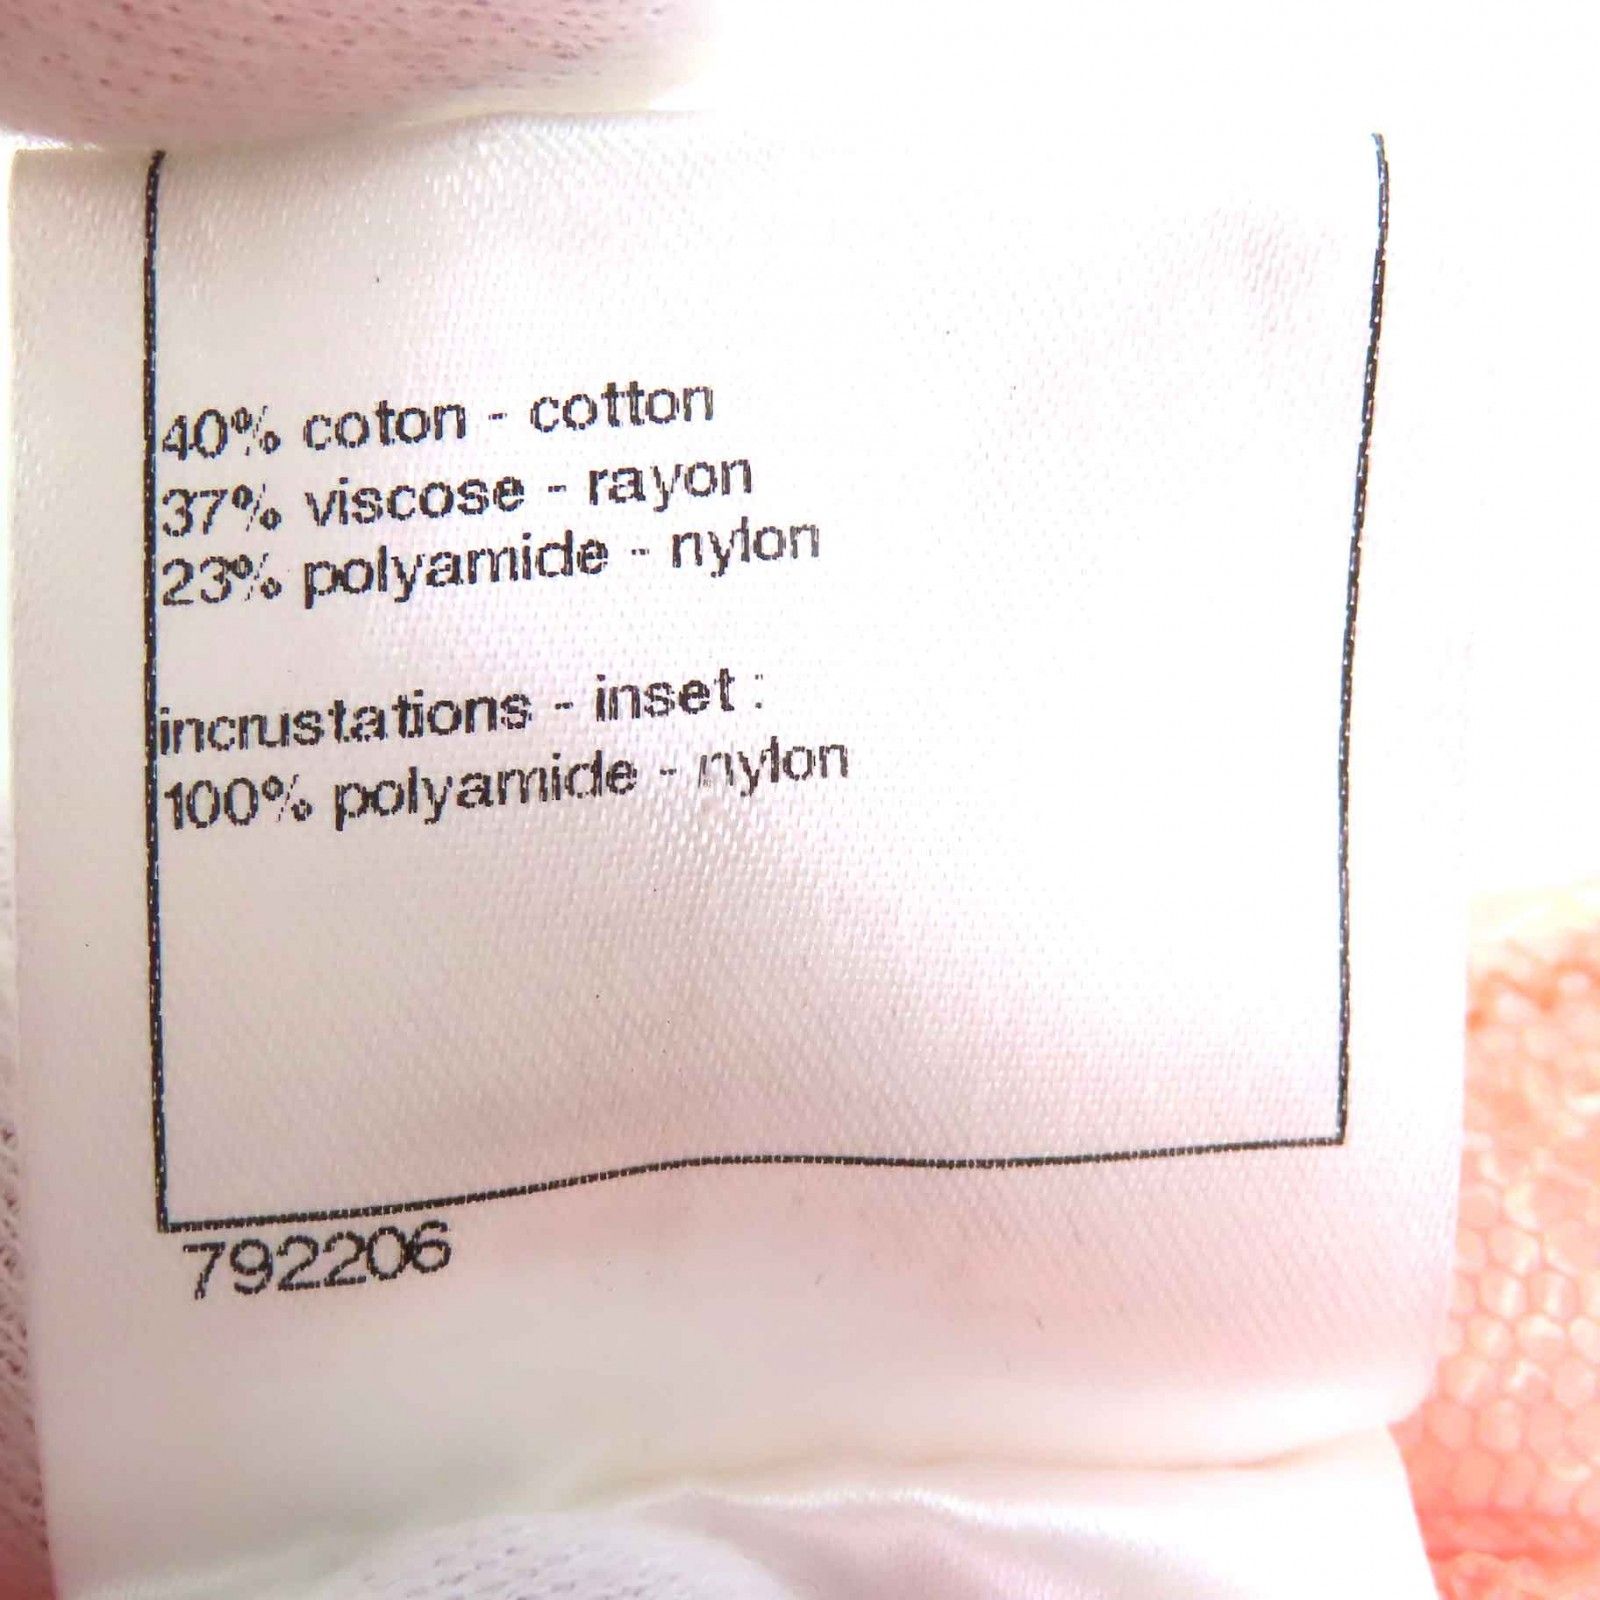 40% coton - cotton
37% viscose - rayon
23% polyamide - nylon
incrustations - inset :
100% polyamide - nylon
792206